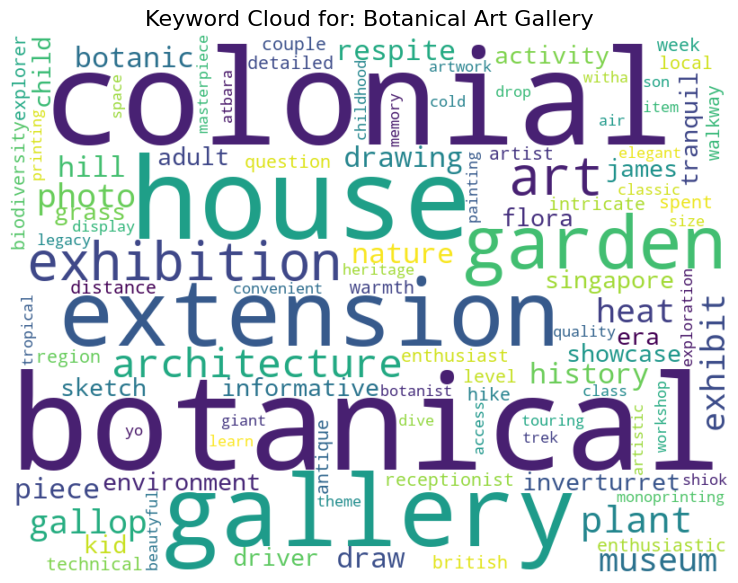 Keyword Cloud for: Botanical Art Gallery
colonial
botanic
couple
detailed
respite
activity
week
local
child
explorer
biodiversity
printing
space
masterpiece
atbara
childhood
memory
artwork
cold
drop
witha
son
item
air
tranquil
walkway
house
adult
question
drawing
painting
artist
art
elegant
classic
james
intricate
spent
size
hill
photo
grass
display
legacy
flora
garden
exhibition
nature
heritage
distance
convenient
warmth
singapore
extension
tropical
region
quality
heat
era
exploration
exhibit
architecture
enthusiast
showcase
history
level
sketch
informative
botanist
hike
class
workshop
artistic
botanical
yo
giant
learn
dive
access
touring
trek
antique
piece
environment
receptionist
inverturret
shiok
monoprinting
gallery
theme
beautyful
gallop
kid
technical
driver
draw
british
plant
enthusiastic
museum